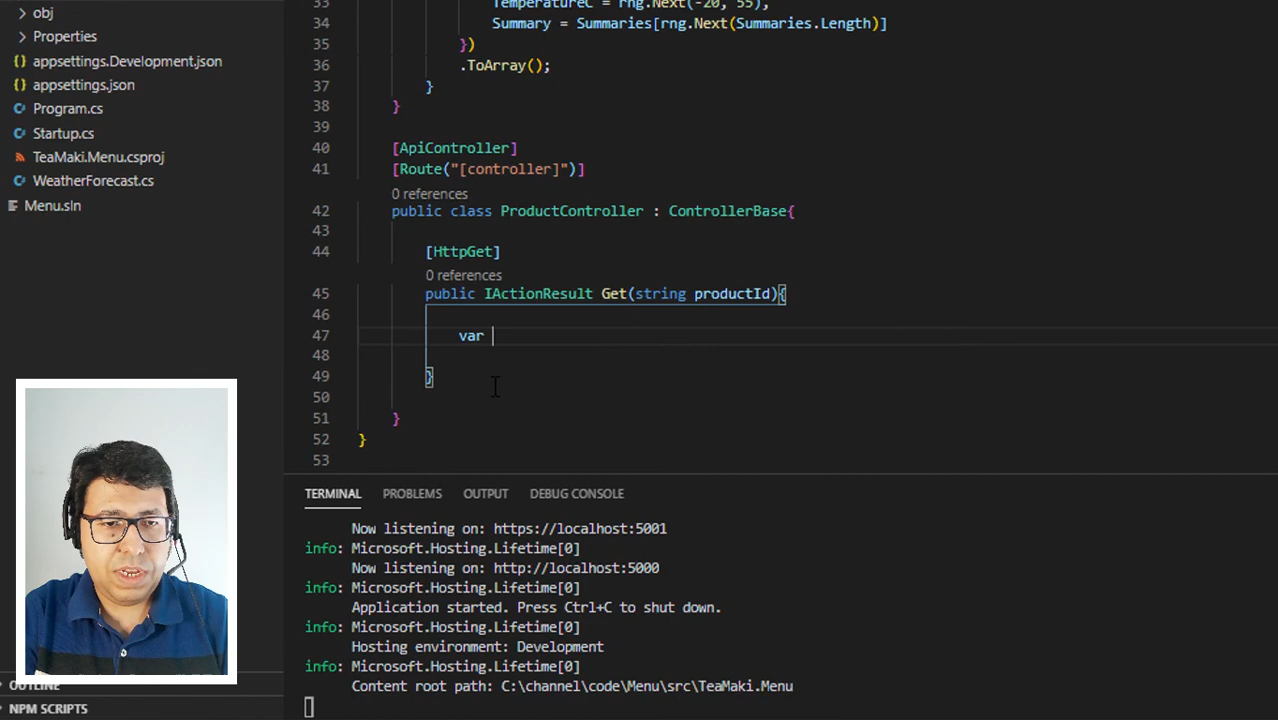 obj
Properties
appsettings.Development.json
appsettings.json
Program.cs
Startup.cs
TeaMaki.Menu.csproj
WeatherForecast.cs
Menu.sln
OUTLINE
NPM SCRIPTS
33 TemperatureC = rng.Next(-20, 55),
34 Summary = Summaries[rng.Next(Summaries.Length)]
35 })
36 .ToArray();
37 }
38 }
39
40 [ApiController]
41 [Route("[controller]")]
0 references
42 public class ProductController : ControllerBase{
43
44 [HttpGet]
0 references
45 public IActionResult Get(string productId){
46
47 var
48
49 }
50
51 }
52 }
53
TERMINAL PROBLEMS OUTPUT DEBUG CONSOLE
Now listening on: https://localhost:5001
info: Microsoft.Hosting.Lifetime[0]
Now listening on: http://localhost:5000
info: Microsoft.Hosting.Lifetime[0]
Application started. Press Ctrl+C to shut down.
info: Microsoft.Hosting.Lifetime[0]
Hosting environment: Development
info: Microsoft.Hosting.Lifetime[0]
Content root path: C:\channel\code\Menu\src\TeaMaki.Menu